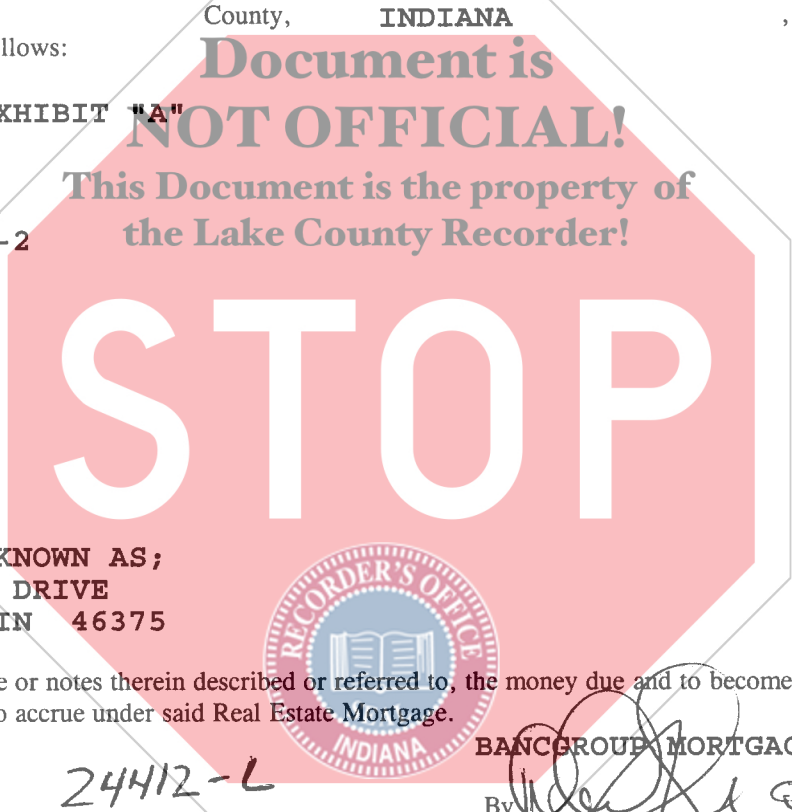 County, INDIANA ,
llows:
Document is
XHIBIT "A"
NOT OFFICIAL!
This Document is the property of
-2
the Lake County Recorder!
STOP
KNOWN AS;
DRIVE
IN 46375
RECORDER'S OFFICE
e or notes therein described or referred to, the money due and to become
o accrue under said Real Estate Mortgage.
INDIANA
BANCGROUP MORTGAG
24412-L
By